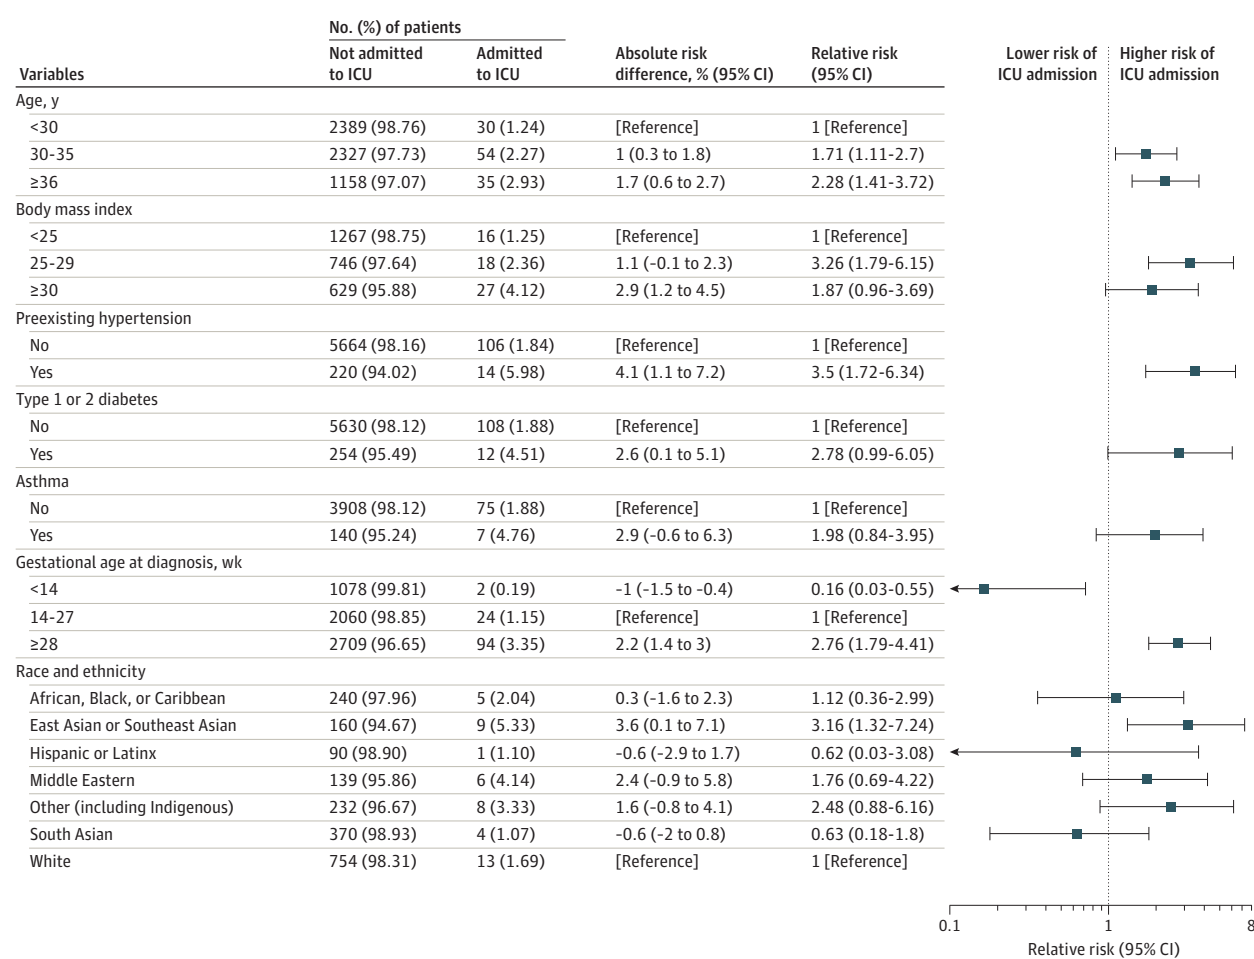 No. (%) of patients
Variables Not admitted to ICU Admitted to ICU Absolute risk difference, % (95% CI) Relative risk (95% CI) Lower risk of ICU admission Higher risk of ICU admission
Age, y
<30 2389 (98.76) 30 (1.24) [Reference] 1 [Reference]
30-35 2327 (97.73) 54 (2.27) 1 (0.3 to 1.8) 1.71 (1.11-2.7)
≥36 1158 (97.07) 35 (2.93) 1.7 (0.6 to 2.7) 2.28 (1.41-3.72)
Body mass index
<25 1267 (98.75) 16 (1.25) [Reference] 1 [Reference]
25-29 746 (97.64) 18 (2.36) 1.1 (-0.1 to 2.3) 3.26 (1.79-6.15)
≥30 629 (95.88) 27 (4.12) 2.9 (1.2 to 4.5) 1.87 (0.96-3.69)
Preexisting hypertension
No 5664 (98.16) 106 (1.84) [Reference] 1 [Reference]
Yes 220 (94.02) 14 (5.98) 4.1 (1.1 to 7.2) 3.5 (1.72-6.34)
Type 1 or 2 diabetes
No 5630 (98.12) 108 (1.88) [Reference] 1 [Reference]
Yes 254 (95.49) 12 (4.51) 2.6 (0.1 to 5.1) 2.78 (0.99-6.05)
Asthma
No 3908 (98.12) 75 (1.88) [Reference] 1 [Reference]
Yes 140 (95.24) 7 (4.76) 2.9 (-0.6 to 6.3) 1.98 (0.84-3.95)
Gestational age at diagnosis, wk
<14 1078 (99.81) 2 (0.19) -1 (-1.5 to -0.4) 0.16 (0.03-0.55)
14-27 2060 (98.85) 24 (1.15) [Reference] 1 [Reference]
≥28 2709 (96.65) 94 (3.35) 2.2 (1.4 to 3) 2.76 (1.79-4.41)
Race and ethnicity
African, Black, or Caribbean 240 (97.96) 5 (2.04) 0.3 (-1.6 to 2.3) 1.12 (0.36-2.99)
East Asian or Southeast Asian 160 (94.67) 9 (5.33) 3.6 (0.1 to 7.1) 3.16 (1.32-7.24)
Hispanic or Latinx 90 (98.90) 1 (1.10) -0.6 (-2.9 to 1.7) 0.62 (0.03-3.08)
Middle Eastern 139 (95.86) 6 (4.14) 2.4 (-0.9 to 5.8) 1.76 (0.69-4.22)
Other (including Indigenous) 232 (96.67) 8 (3.33) 1.6 (-0.8 to 4.1) 2.48 (0.88-6.16)
South Asian 370 (98.93) 4 (1.07) -0.6 (-2 to 0.8) 0.63 (0.18-1.8)
White 754 (98.31) 13 (1.69) [Reference] 1 [Reference]
0.1 1 8
Relative risk (95% CI)